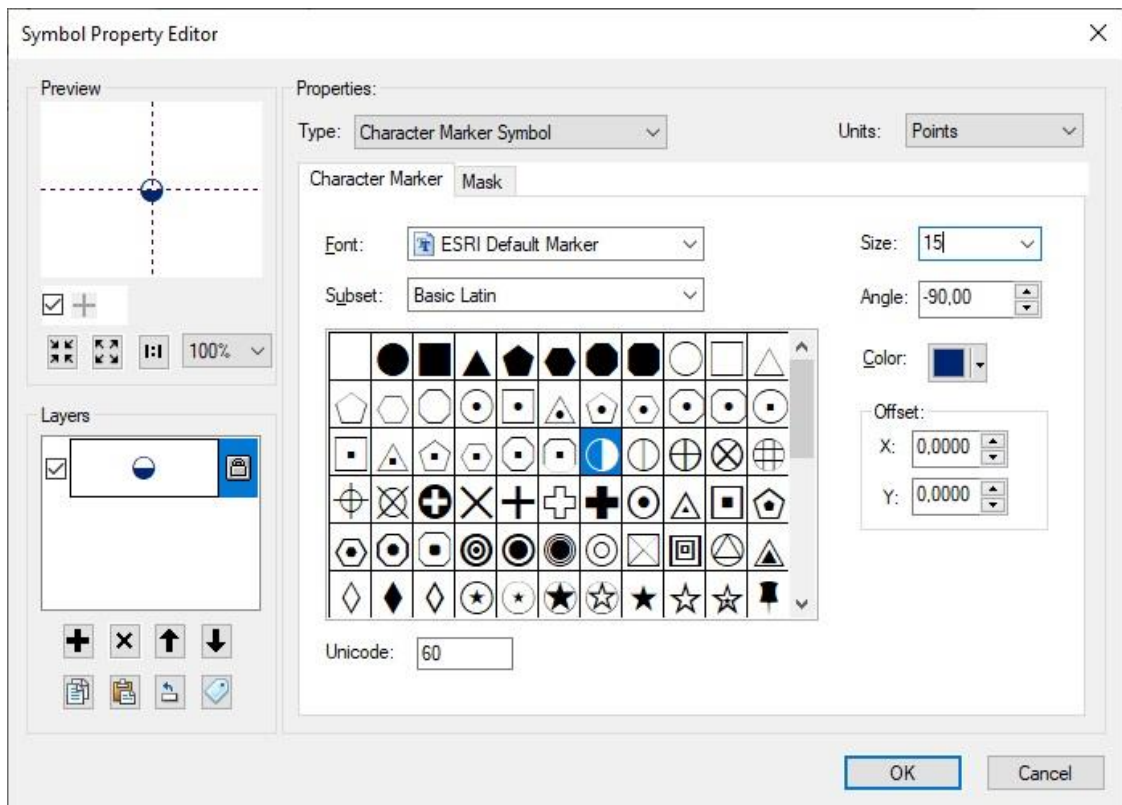 Symbol Property Editor
Preview
100%
Layers
Properties:
Type: Character Marker Symbol
Units: Points
Character Marker
Mask
Font: ESRI Default Marker
Subset: Basic Latin
Unicode: 60
Size: 15
Angle: -90,00
Color:
Offset:
X: 0,0000
Y: 0,0000
OK
Cancel